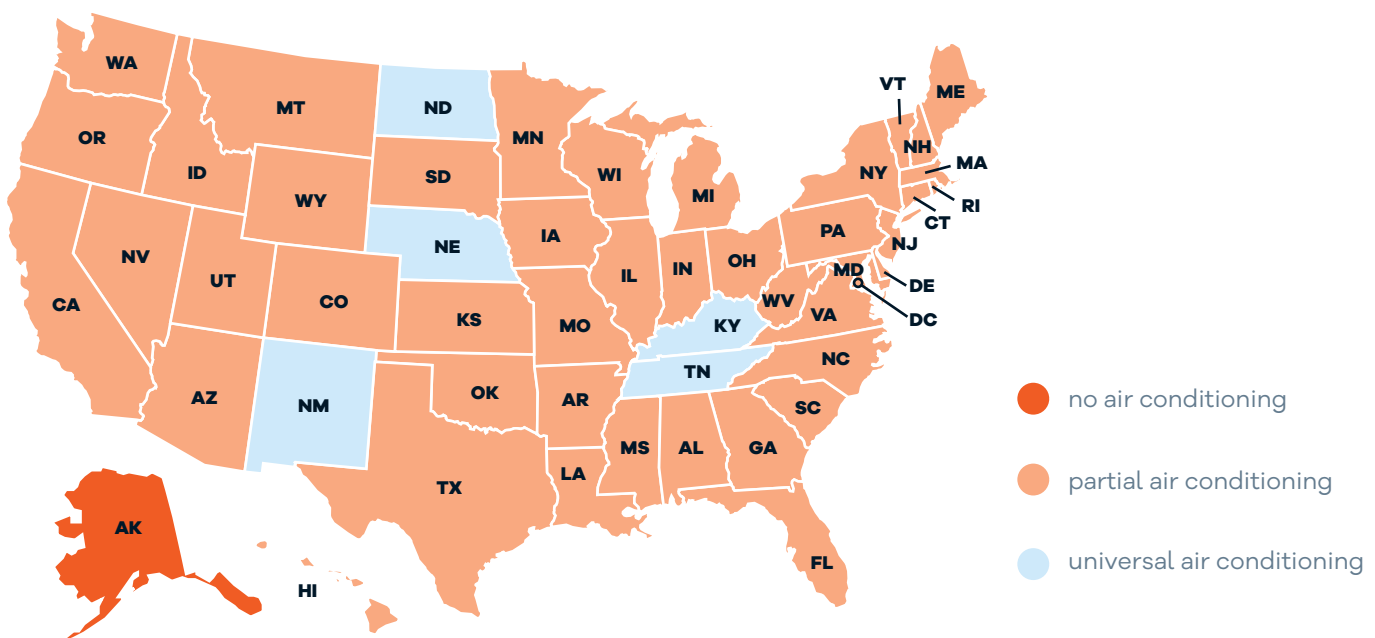 WA
MT
ND
MN
VT
ME
OR
ID
WY
SD
WI
MI
NY
NH
MA
RI
CT
NV
UT
CO
NE
IA
IL
IN
OH
PA
NJ
MD
DE
DC
CA
KS
MO
KY
WV
VA
AZ
NM
OK
AR
TN
NC
SC
TX
LA
MS
AL
GA
FL
AK
HI
no air conditioning
partial air conditioning
universal air conditioning